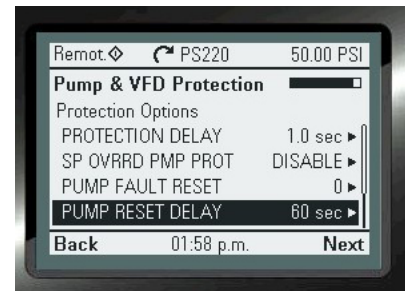 Remot. PS220 50.00 PSI
Pump & VFD Protection
Protection Options
PROTECTION DELAY 1.0 sec
SP OVRRD PMP PROT DISABLE
PUMP FAULT RESET 0
PUMP RESET DELAY 60 sec
Back 01:58 p.m. Next